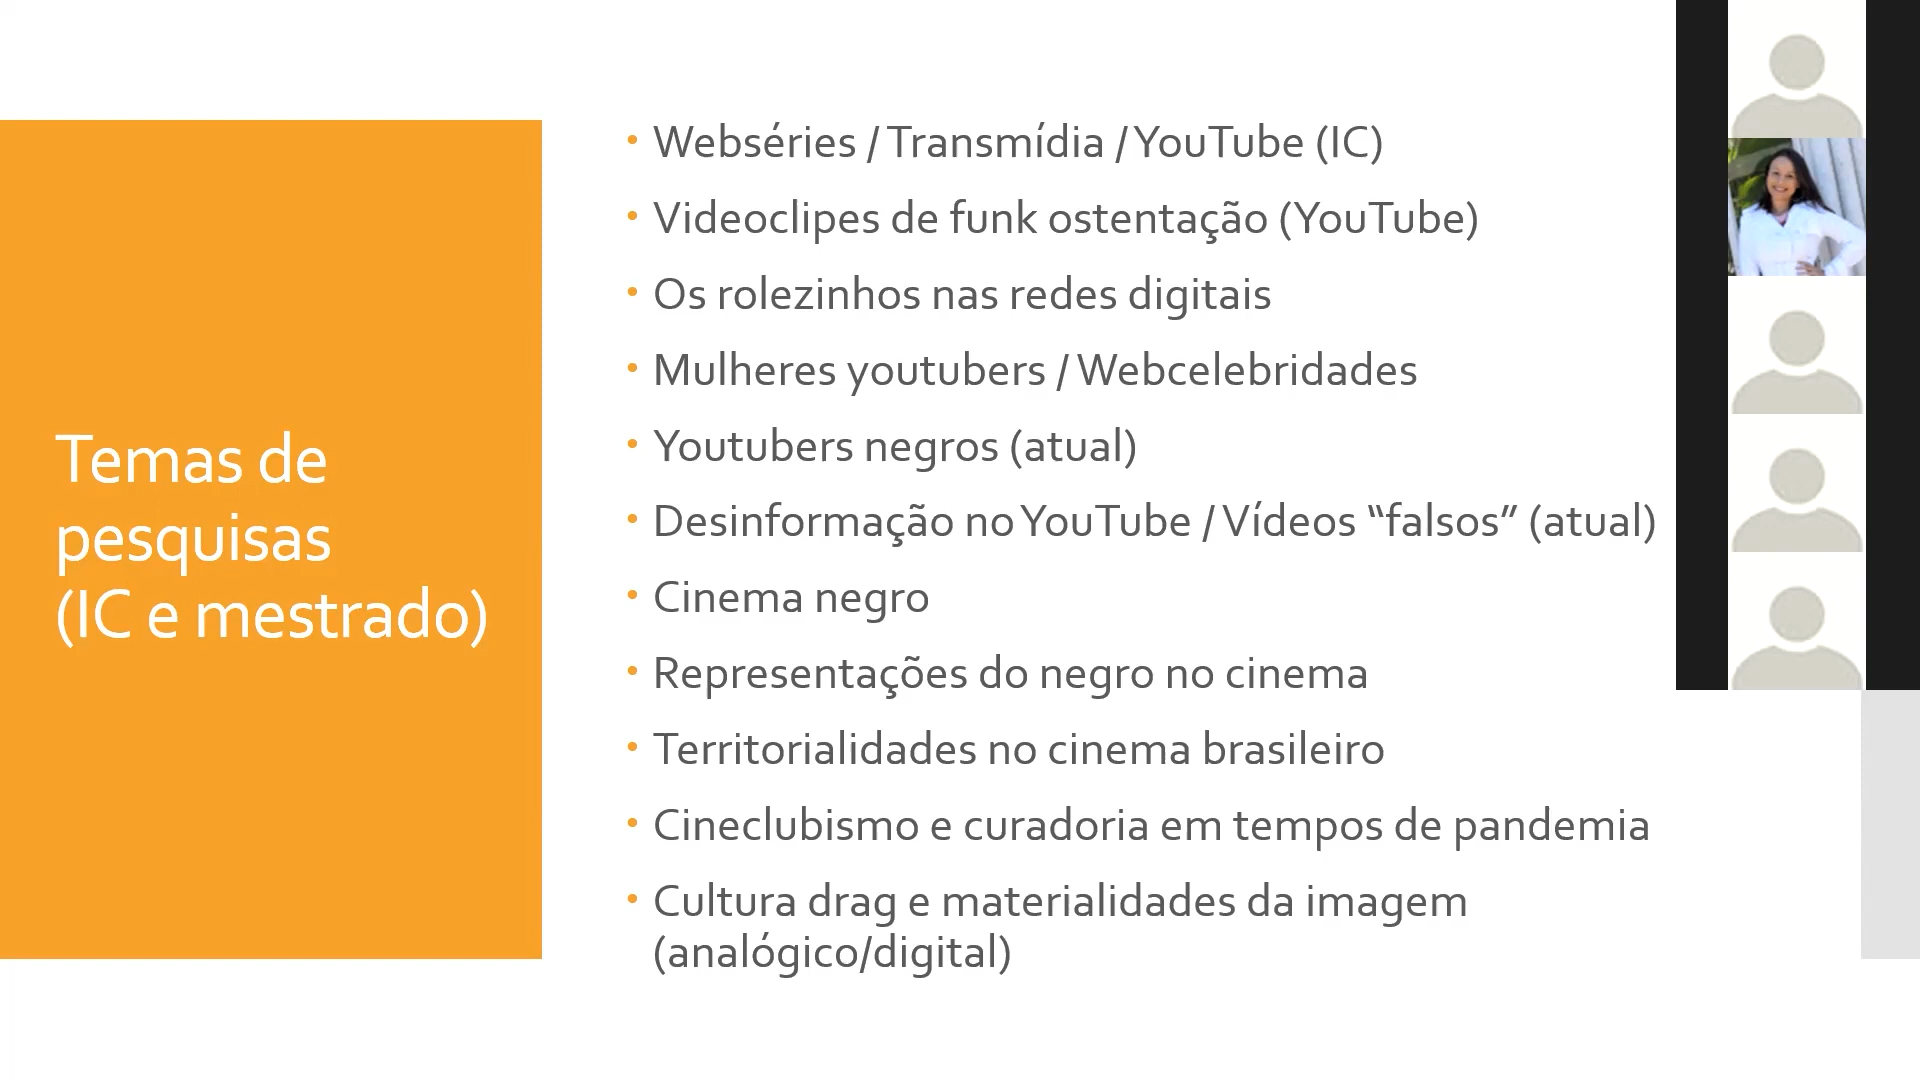 Temas de
pesquisas
(IC e mestrado)
• Webséries / Transmídia / YouTube (IC)
• Videoclipes de funk ostentação (YouTube)
• Os rolezinhos nas redes digitais
• Mulheres youtubers / Webcelebridades
• Youtubers negros (atual)
• Desinformação no YouTube / Vídeos “falsos” (atual)
• Cinema negro
• Representações do negro no cinema
• Territorialidades no cinema brasileiro
• Cineclubismo e curadoria em tempos de pandemia
• Cultura drag e materialidades da imagem
(analógico/digital)